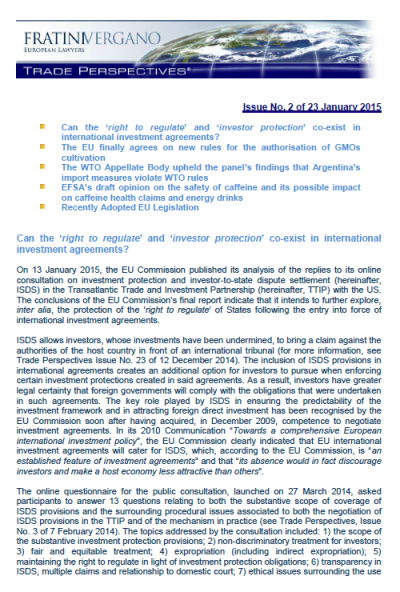 FRATINIVERGANO
EUROPEAN LAWYERS
TRADE PERSPECTIVES®
Issue No. 2 of 23 January 2015
Can the 'right to regulate' and 'investor protection' co-exist in
international investment agreements?
The EU finally agrees on new rules for the authorisation of GMOs
cultivation
The WTO Appellate Body upheld the panel's findings that Argentina's
import measures violate WTO rules
EFSA's draft opinion on the safety of caffeine and its possible impact
on caffeine health claims and energy drinks
Recently Adopted EU Legislation
Can the 'right to regulate' and 'investor protection' co-exist in international
investment agreements?
On 13 January 2015, the EU Commission published its analysis of the replies to its online
consultation on investment protection and investor-to-state dispute settlement (hereinafter,
ISDS) in the Transatlantic Trade and Investment Partnership (hereinafter, TTIP) with the US.
The conclusions of the EU Commission's final report indicate that it intends to further explore,
inter alia, the protection of the 'right to regulate' of States following the entry into force of
international investment agreements.
ISDS allows investors, whose investments have been undermined, to bring a claim against the
authorities of the host country in front of an international tribunal (for more information, see
Trade Perspectives Issue No. 23 of 12 December 2014). The inclusion of ISDS provisions in
international agreements creates an additional option for investors to pursue when enforcing
certain investment protections created in said agreements. As a result, investors have greater
legal certainty that foreign governments will comply with the obligations that were undertaken
in such agreements. The key role played by ISDS in ensuring the predictability of the
investment framework and in attracting foreign direct investment has been recognised by the
EU Commission soon after having acquired, in December 2009, competence to negotiate
investment agreements. In its 2010 Communication "Towards a comprehensive European
international investment policy", the EU Commission clearly indicated that EU international
investment agreements will cater for ISDS, which, according to the EU Commission, is "an
established feature of investment agreements" and that "its absence would in fact discourage
investors and make a host economy less attractive than others".
The online questionnaire for the public consultation, launched on 27 March 2014, asked
participants to answer 13 questions relating to both the substantive scope of coverage of
ISDS provisions and the surrounding procedural issues associated to both the negotiation of
ISDS provisions in the TTIP and of the mechanism in practice (see Trade Perspectives, Issue
No. 3 of 7 February 2014). The topics addressed by the consultation included: 1) the scope of
the substantive investment protection provisions; 2) non-discriminatory treatment for investors;
3) fair and equitable treatment; 4) expropriation (including indirect expropriation); 5)
maintaining the right to regulate in light of investment protection obligations; 6) transparency in
ISDS, multiple claims and relationship to domestic court; 7) ethical issues surrounding the use